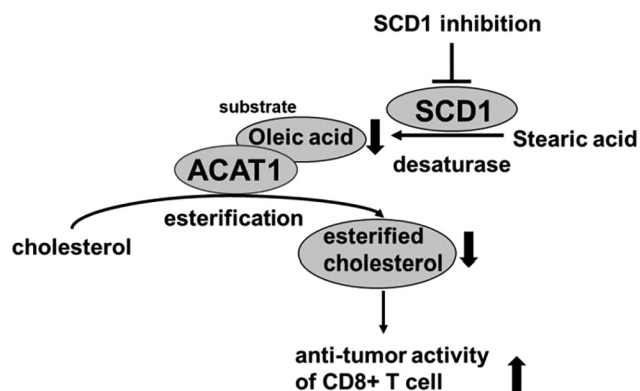 SCD1 inhibition
SCD1
substrate
Oleic acid
Stearic acid
desaturase
ACAT1
esterification
cholesterol
esterified
cholesterol
anti-tumor activity
of CD8+ T cell